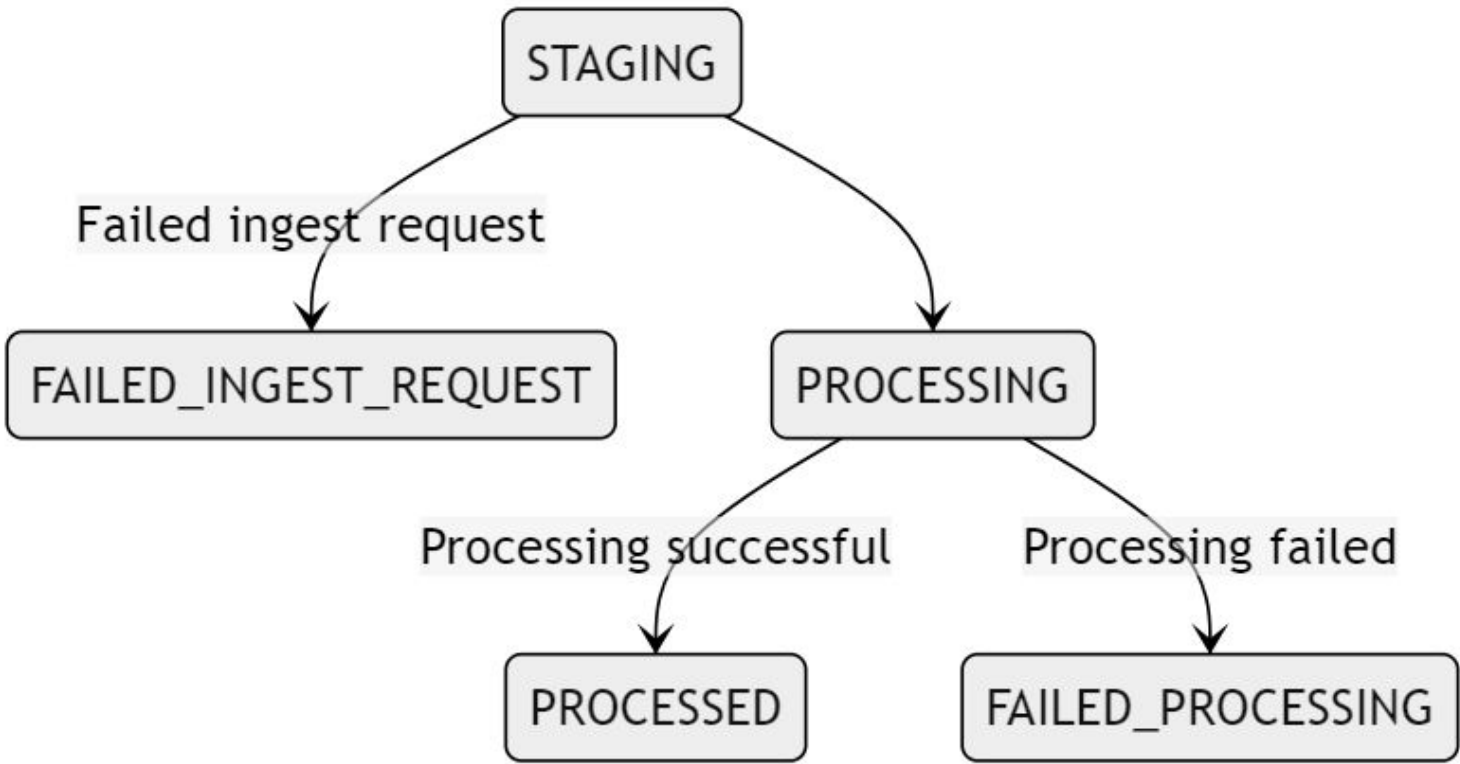 STAGING
Failed ingest request
FAILED_INGEST_REQUEST
PROCESSING
Processing successful
Processing failed
PROCESSED
FAILED_PROCESSING